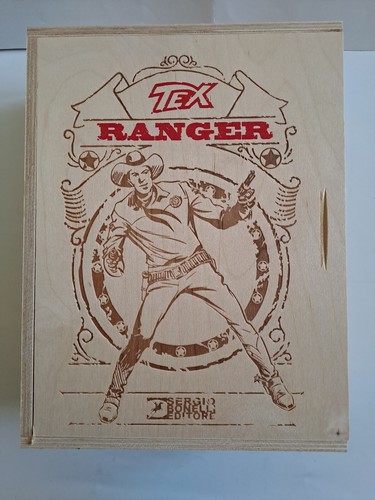 TEX
RANGER
SERGIO
BONELLI
EDITORE